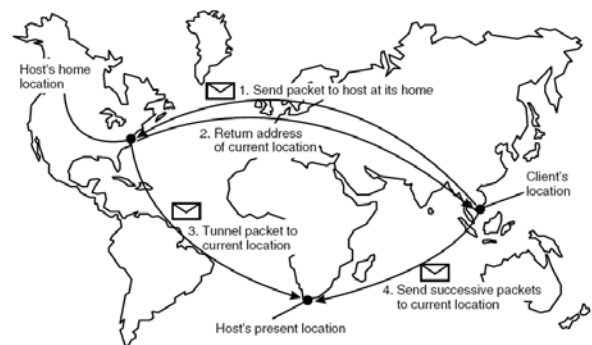 Host's home
location
1. Send packet to host at its home
2. Return address
of current location
Client's
location
3. Tunnel packet to
current location
4. Send successive packets
to current location
Host's present location